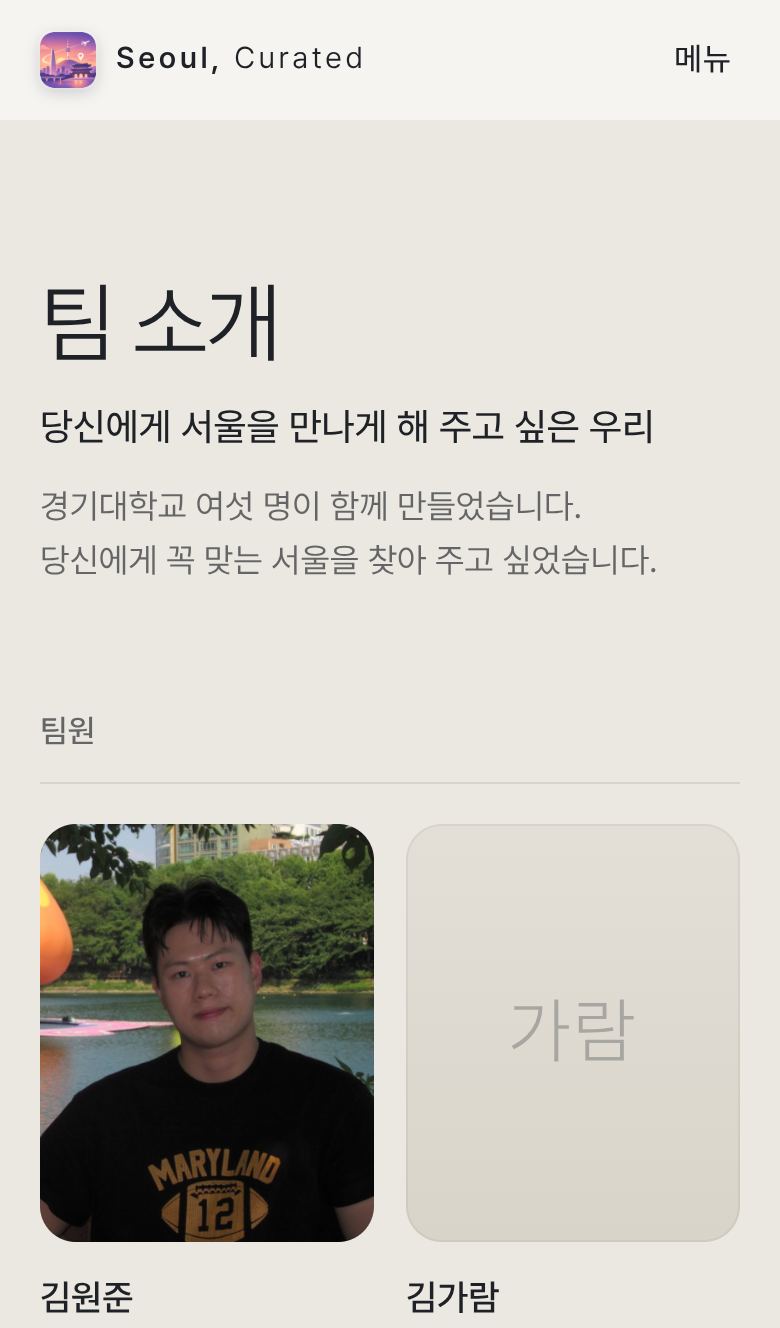 Seoul, Curated
메뉴
팀 소개
당신에게 서울을 만나게 해 주고 싶은 우리
경기대학교 여섯 명이 함께 만들었습니다.
당신에게 꼭 맞는 서울을 찾아 주고 싶었습니다.
팀원
MARYLAND
12
가람
김원준
김가람